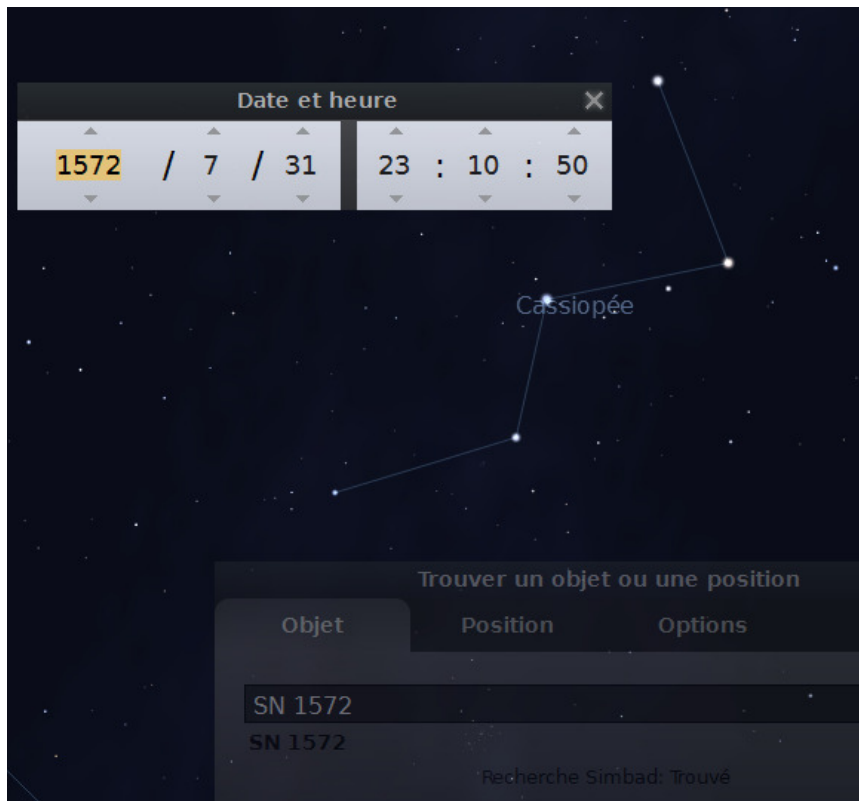 Date et heure
1572 / 7 / 31 23 : 10 : 50
Cassiopée
Trouver un objet ou une position
Objet Position Options
SN 1572
SN 1572
Recherche Simbad: Trouvé